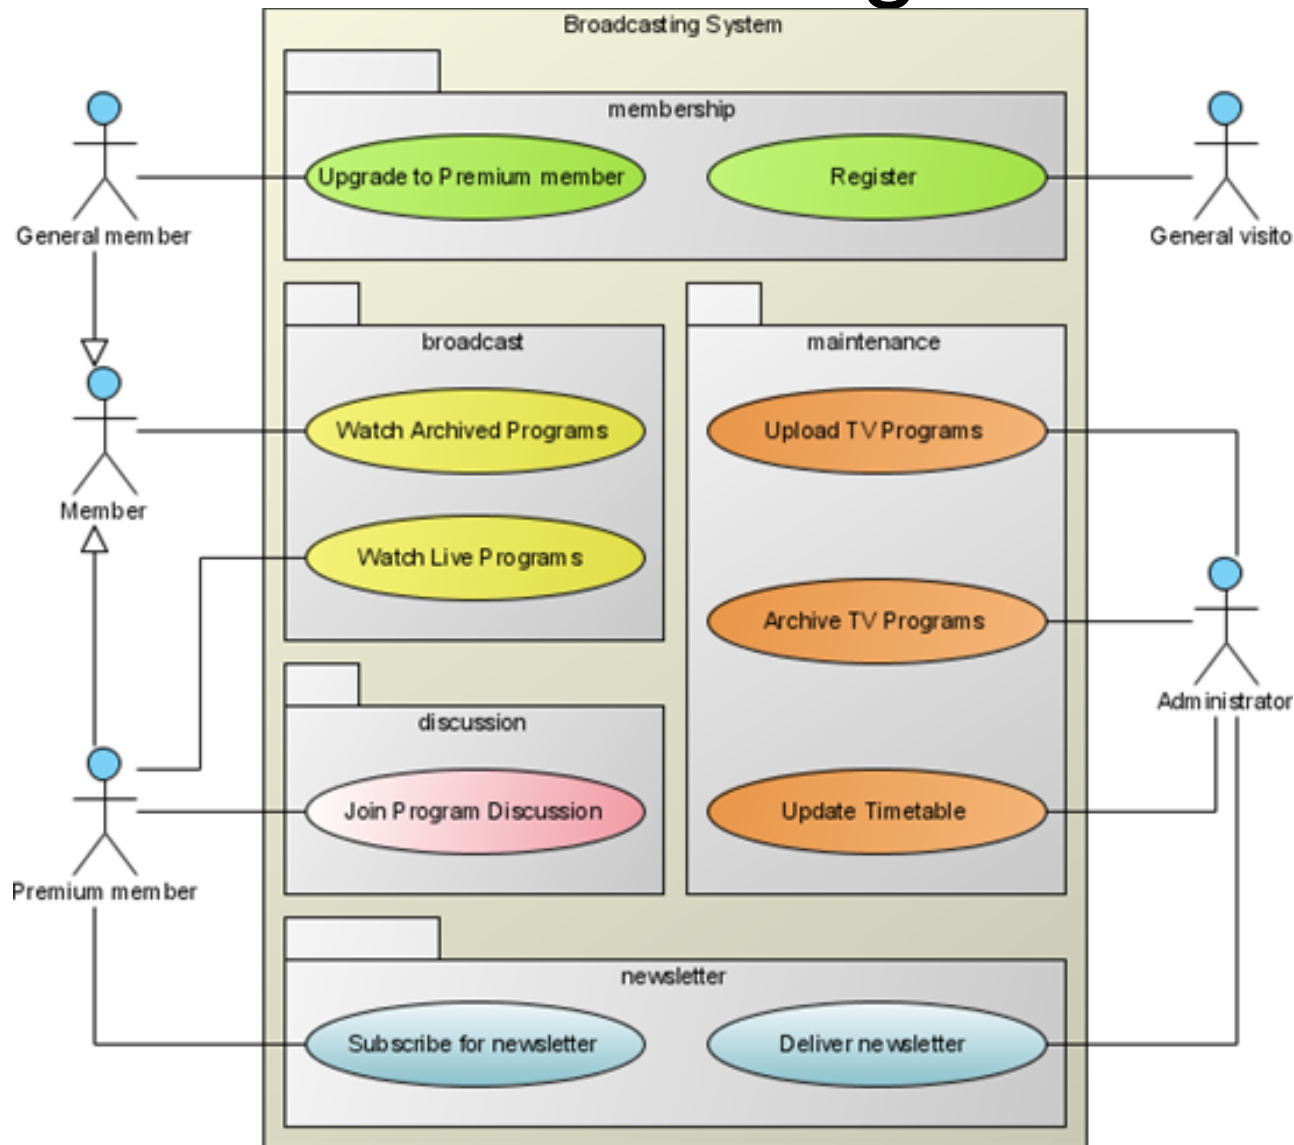 Broadcasting System
membership
General member
Upgrade to Premium member
Register
General visito
broadcast
maintenance
Member
Watch Archived Programs
Watch Live Programs
Upload TV Programs
Archive TV Programs
Update Timetable
Administrator
discussion
Join Program Discussion
Premium member
newsletter
Subscribe for newsletter
Deliver newsletter